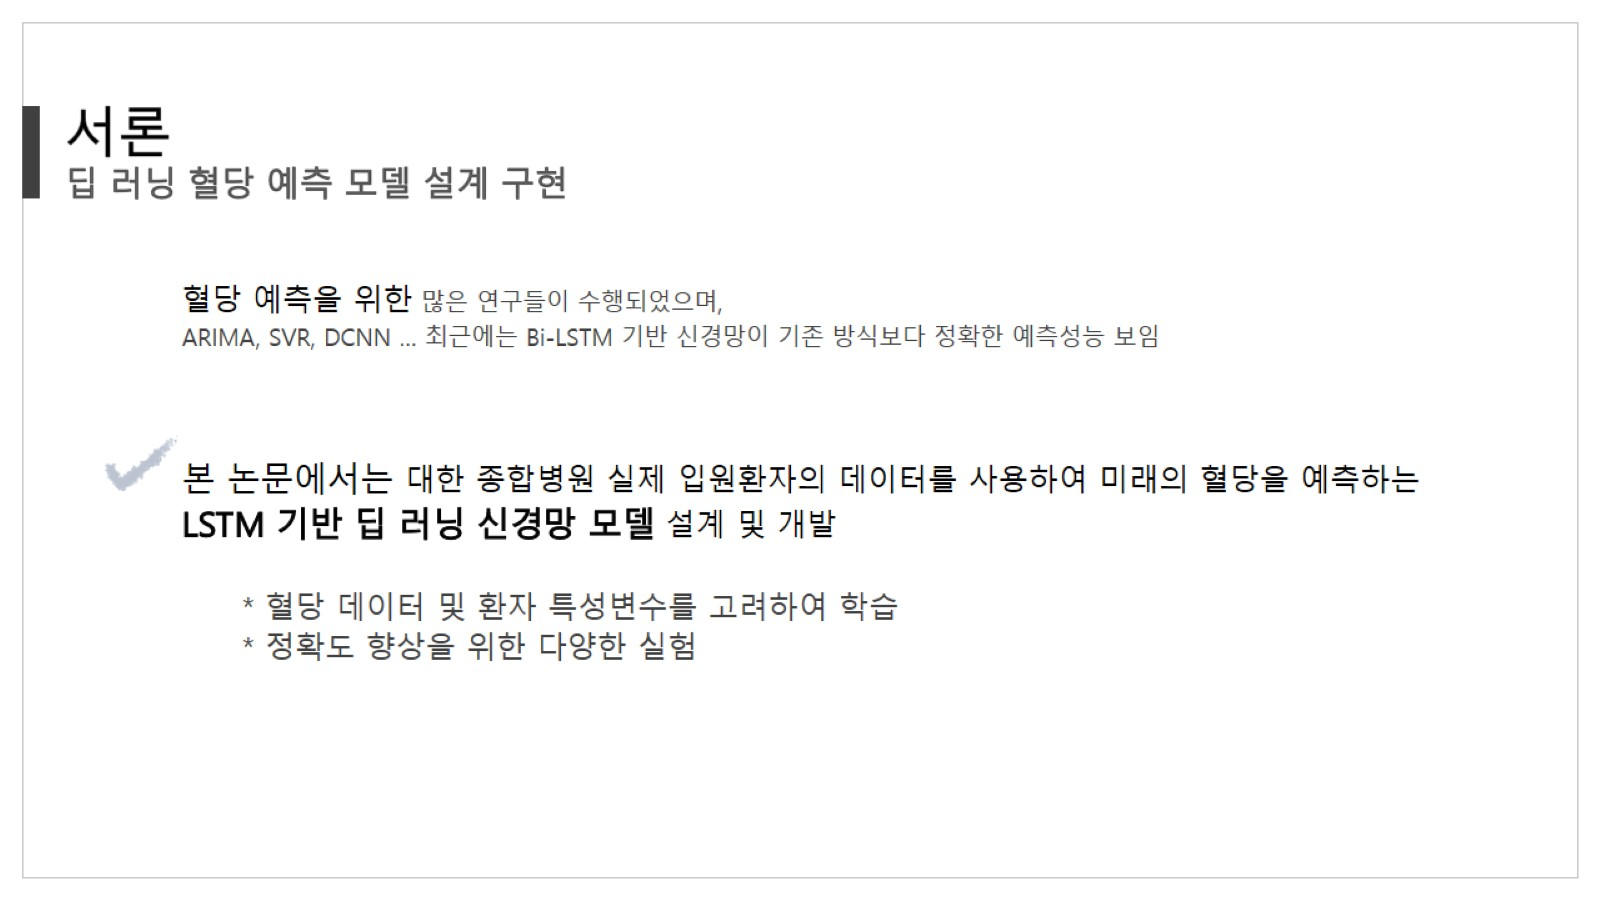 서론
딥 러닝 혈당 예측 모델 설계 구현
혈당 예측을 위한 많은 연구들이 수행되었으며,
ARIMA, SVR, DCNN ... 최근에는 Bi-LSTM 기반 신경망이 기존 방식보다 정확한 예측성능 보임
본 논문에서는 대한 종합병원 실제 입원환자의 데이터를 사용하여 미래의 혈당을 예측하는
LSTM 기반 딥 러닝 신경망 모델 설계 및 개발
* 혈당 데이터 및 환자 특성변수를 고려하여 학습
* 정확도 향상을 위한 다양한 실험